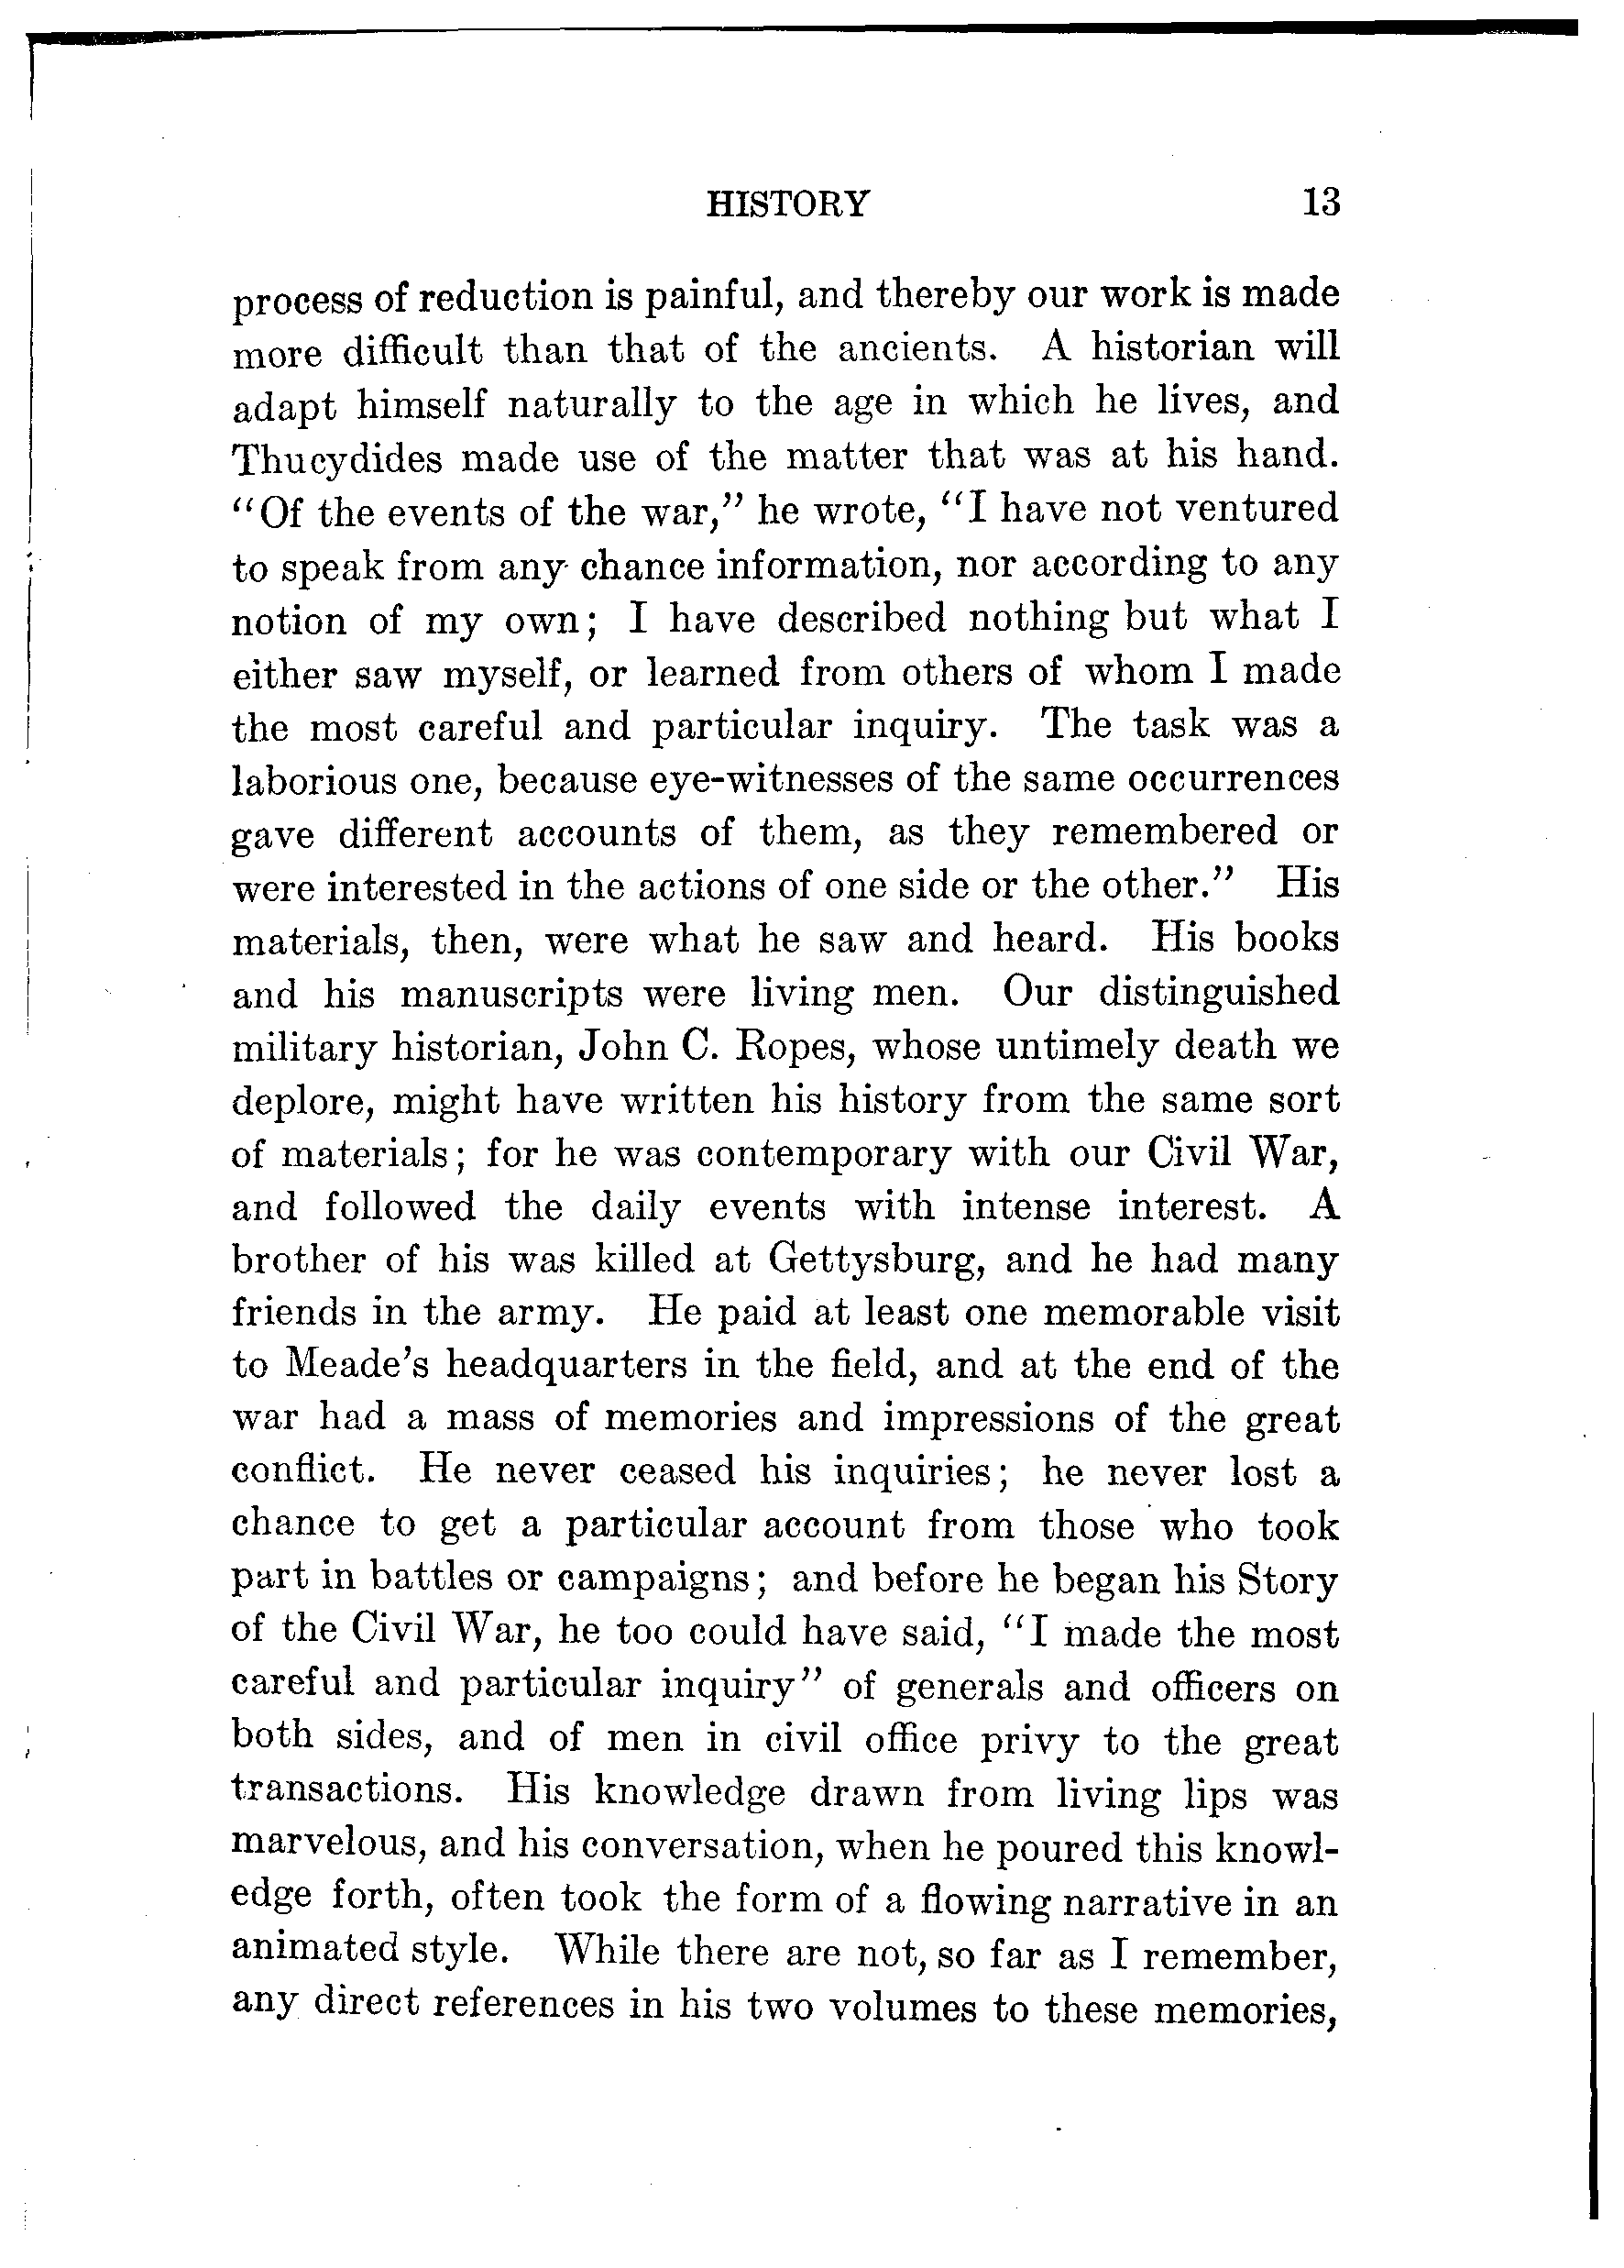 HISTORY 13
process of reduction is painful, and thereby our work is made
more difficult than that of the ancients. A historian will
adapt himself naturally to the age in which he lives, and
Thucydides made use of the matter that was at his hand.
"Of the events of the war," he wrote, "I have not ventured
to speak from any chance information, nor according to any
notion of my own; I have described nothing but what I
either saw myself, or learned from others of whom I made
the most careful and particular inquiry. The task was a
laborious one, because eye-witnesses of the same occurrences
gave different accounts of them, as they remembered or
were interested in the actions of one side or the other." His
materials, then, were what he saw and heard. His books
and his manuscripts were living men. Our distinguished
military historian, John C. Ropes, whose untimely death we
deplore, might have written his history from the same sort
of materials; for he was contemporary with our Civil War,
and followed the daily events with intense interest. A
brother of his was killed at Gettysburg, and he had many
friends in the army. He paid at least one memorable visit
to Meade's headquarters in the field, and at the end of the
war had a mass of memories and impressions of the great
conflict. He never ceased his inquiries; he never lost a
chance to get a particular account from those who took
part in battles or campaigns; and before he began his Story
of the Civil War, he too could have said, "I made the most
careful and particular inquiry" of generals and officers on
both sides, and of men in civil office privy to the great
transactions. His knowledge drawn from living lips was
marvelous, and his conversation, when he poured this knowl-
edge forth, often took the form of a flowing narrative in an
animated style. While there are not, so far as I remember,
any direct references in his two volumes to these memories,